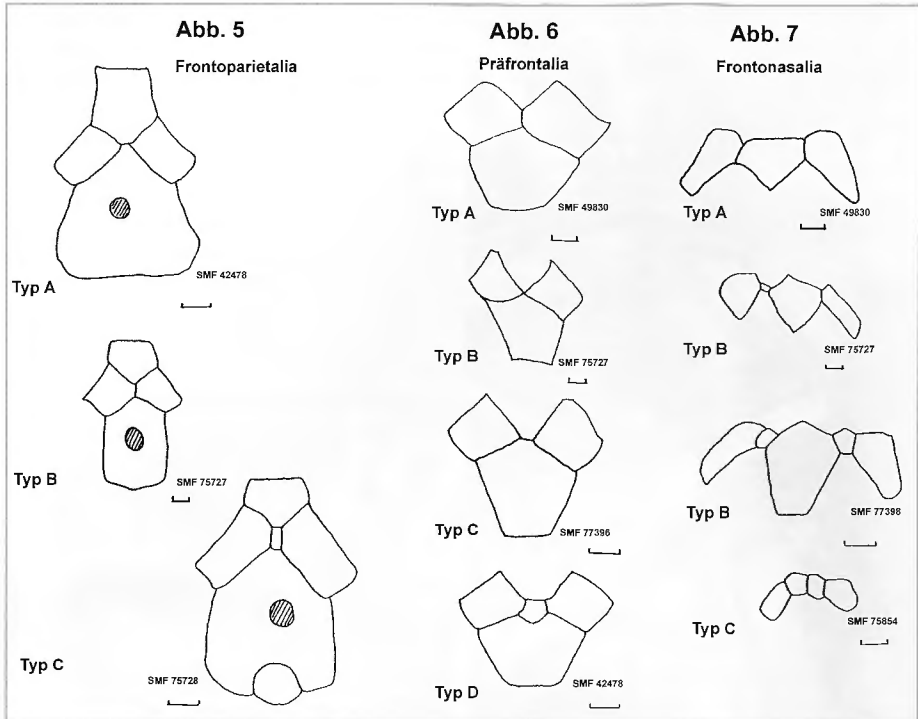 Abb. 5
Frontoparietalia
Typ A
SMF 42478
Typ B
SMF 75727
Typ C
SMF 75728
Abb. 6
Präfrontalia
Typ A
SMF 49830
Typ B
SMF 75727
Typ C
SMF 77396
Typ D
SMF 42478
Abb. 7
Frontonasalia
Typ A
SMF 49830
Typ B
SMF 75727
Typ B
SMF 77398
Typ C
SMF 75854